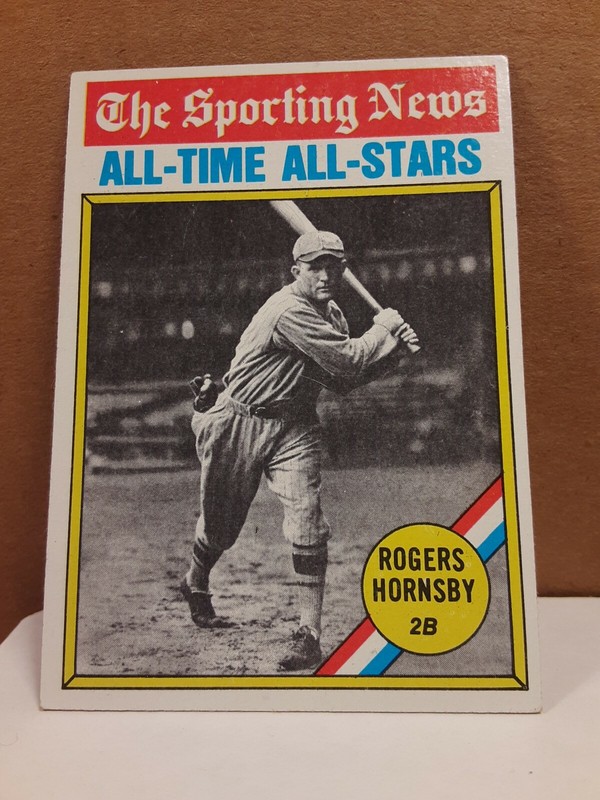 The Sporting News
ALL-TIME ALL-STARS
ROGERS
HORNSBY
2B